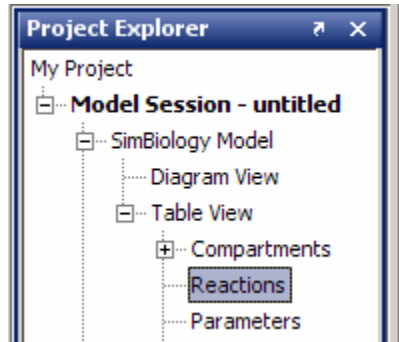 Project Explorer
My Project
Model Session - untitled
SimBiology Model
Diagram View
Table View
Compartments
Reactions
Parameters